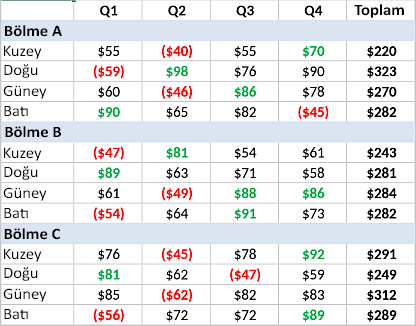 Q1 Q2 Q3 Q4 Toplam
Bölme A
Kuzey $55 ($40) $55 $70 $220
Doğu ($59) $98 $76 $90 $323
Güney $60 ($46) $86 $78 $270
Batı $90 $65 $82 ($45) $282
Bölme B
Kuzey ($47) $81 $54 $61 $243
Doğu $89 $63 $71 $58 $281
Güney $61 ($49) $88 $86 $284
Batı ($54) $64 $91 $73 $282
Bölme C
Kuzey $76 ($45) $78 $92 $291
Doğu $81 $62 ($47) $59 $249
Güney $85 ($62) $82 $83 $312
Batı ($56) $72 $72 $89 $289